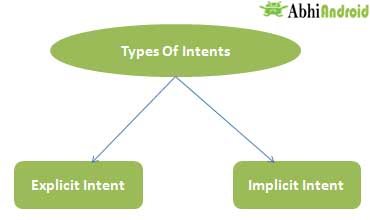 AbhiAndroid
Types Of Intents
Explicit Intent
Implicit Intent